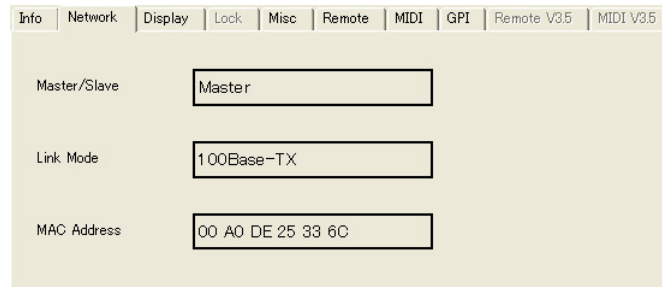 Info Network Display Lock Misc Remote MIDI GPI Remote V3.5 MIDI V3.5
Master/Slave Master
Link Mode 100Base-TX
MAC Address 00 A0 DE 25 33 6C